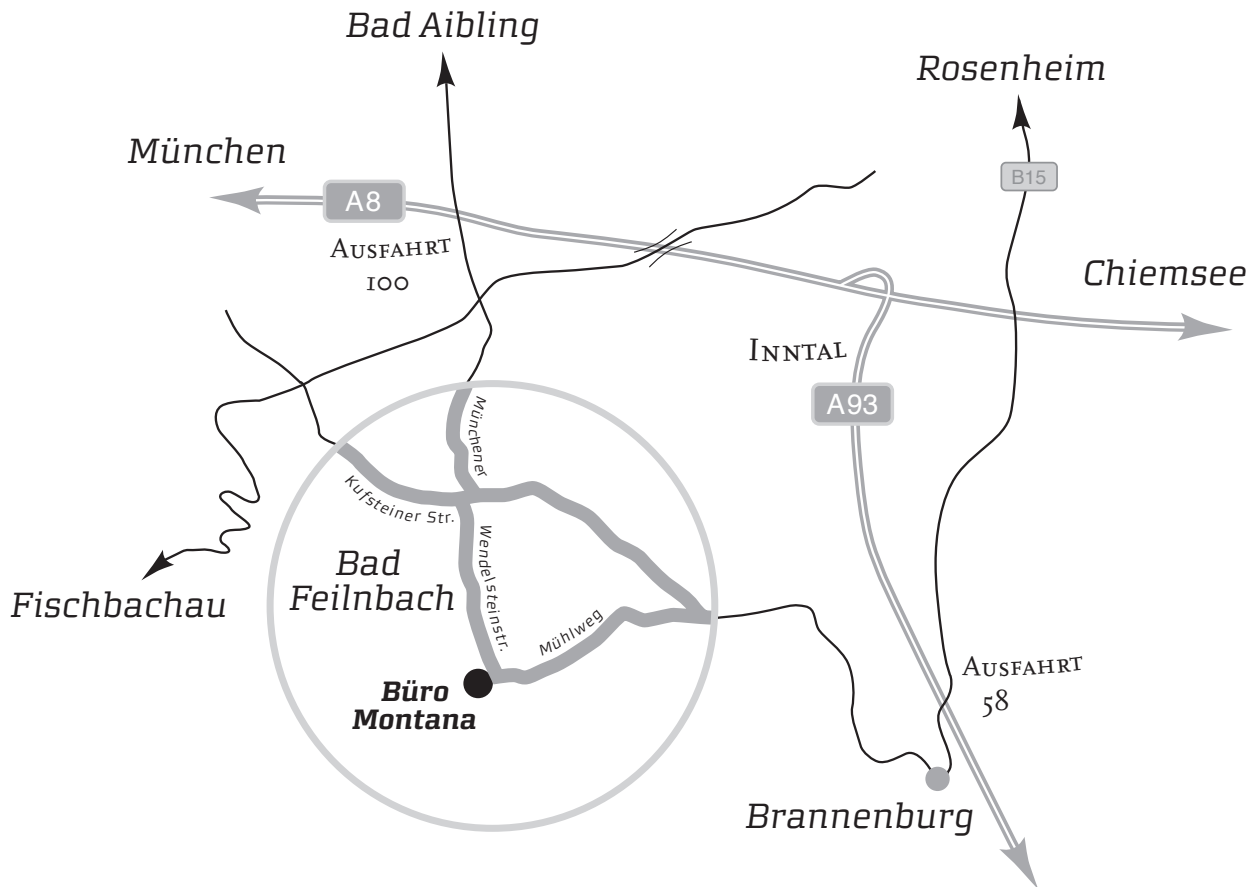 Bad Aibling
Rosenheim
München
B15
A8
Ausfahrt
100
Chiemsee
Inntal
A93
Münchener
Kufsteiner Str.
Wendelsteinstr.
Bad
Feilnbach
Fischbachau
Mühlweg
Ausfahrt
58
Büro
Montana
Brannenburg